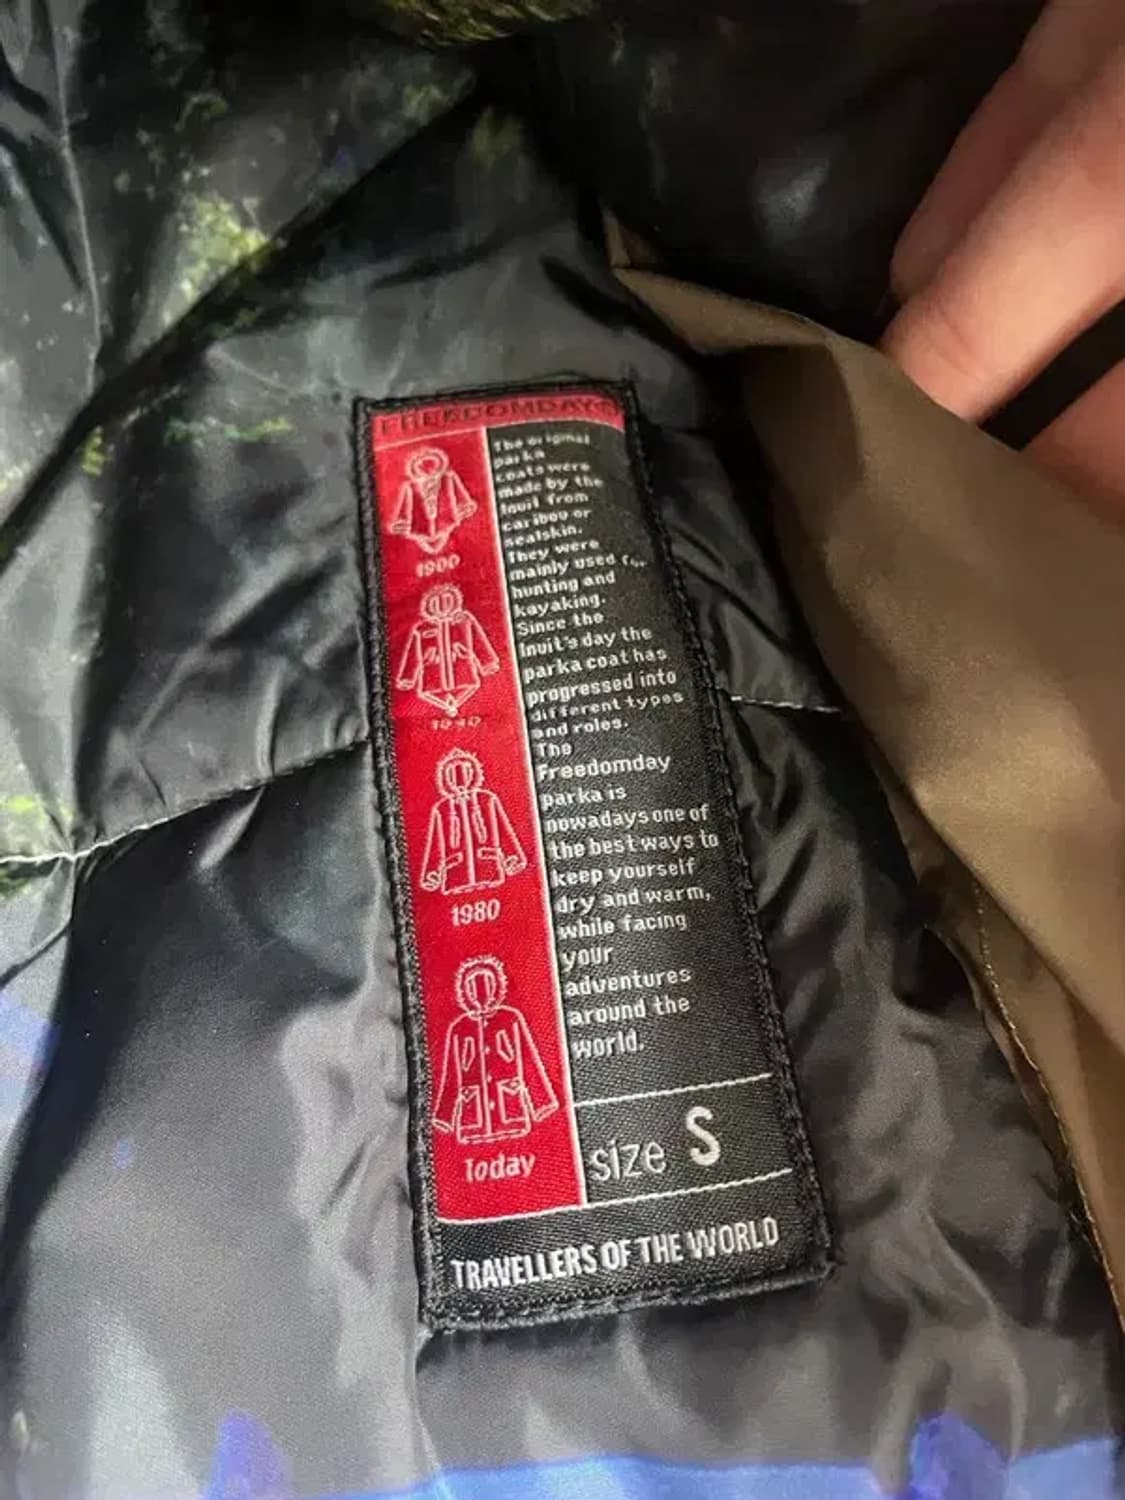 FREEDOMDAY
1900
1940
1980
Today
The original
parka
coats were
made by the
Inuit from
caribou or
sealskin.
They were
mainly used for
hunting and
kayaking.
Since the
Inuit's day the
parka coat has
progressed into
different types
and roles.
The
Freedomday
parka is
nowadays one of
the best ways to
keep yourself
dry and warm,
while facing
your
adventures
around the
world.
size S
TRAVELLERS OF THE WORLD